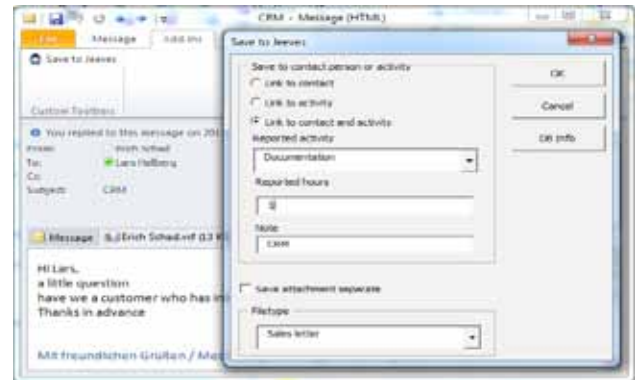 CRM - Message (HTML)
File Message Add-Ins
Save to Jeeves
Custom Toolbars
You replied to this message on 201
From: Erich Schad
To: Lars Hallberg
Cc:
Subject: CRM
Message Erich Schad.vcf (13 K
Hi Lars,
a little question
have we a customer who has in
Thanks in advance
Mit freundlichen Grüßen /
Save to Jeeves
Save to contact person or activity
Link to contact
Link to activity
Link to contact and activity
Reported activity
Documentation
Reported hours
Note
CRM
Save attachment separate
Filetype
Sales letter
OK
Cancel
DB Info